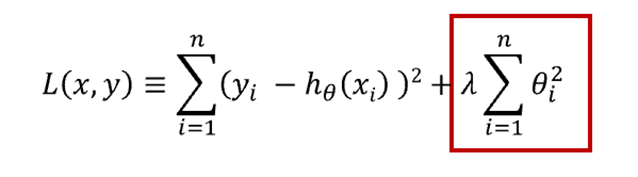 L(x, y) ≡ ∑_{i=1}^{n} (y_i − h_θ(x_i) )² + λ ∑_{i=1}^{n} θ_i²